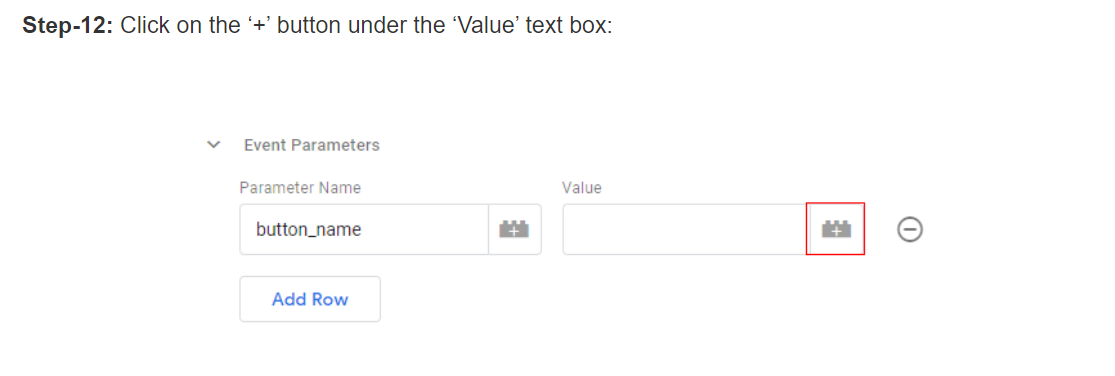 Step-12: Click on the ‘+’ button under the ‘Value’ text box:
Event Parameters
Parameter Name Value
button_name
Add Row